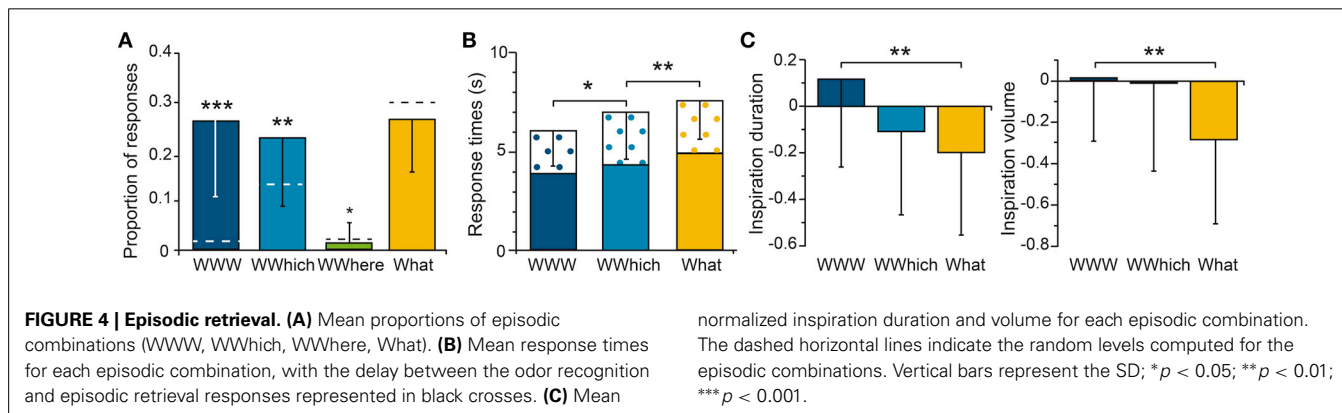 A
0.4
0.3
0.2
0.1
0
Proportion of responses
***
**
*
WWW WWhich WWhere What
B
10
5
0
Response times (s)
*
**
WWW WWhich What
C
0.2
0
-0.2
-0.4
-0.6
Inspiration duration
**
WWW WWhich What
0
-0.2
-0.4
-0.6
-0.8
Inspiration volume
**
WWW WWhich What
FIGURE 4 | Episodic retrieval. (A) Mean proportions of episodic
combinations (WWW, WWhich, WWhere, What). (B) Mean response times
for each episodic combination, with the delay between the odor recognition
and episodic retrieval responses represented in black crosses. (C) Mean
normalized inspiration duration and volume for each episodic combination.
The dashed horizontal lines indicate the random levels computed for the
episodic combinations. Vertical bars represent the SD; *p < 0.05; **p < 0.01;
***p < 0.001.